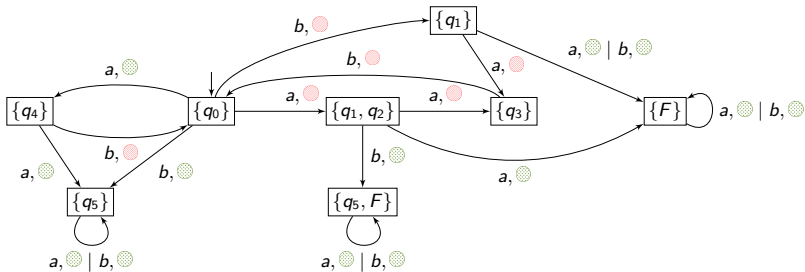 {q₁}
b,
a, | b,
b,
a,
a,
{q₄}
{q₀}
a,
{q₁, q₂}
a,
{q₃}
{F}
a, | b,
b,
a,
b,
b,
a,
{q₅}
{q₅, F}
a, | b,
a, | b,